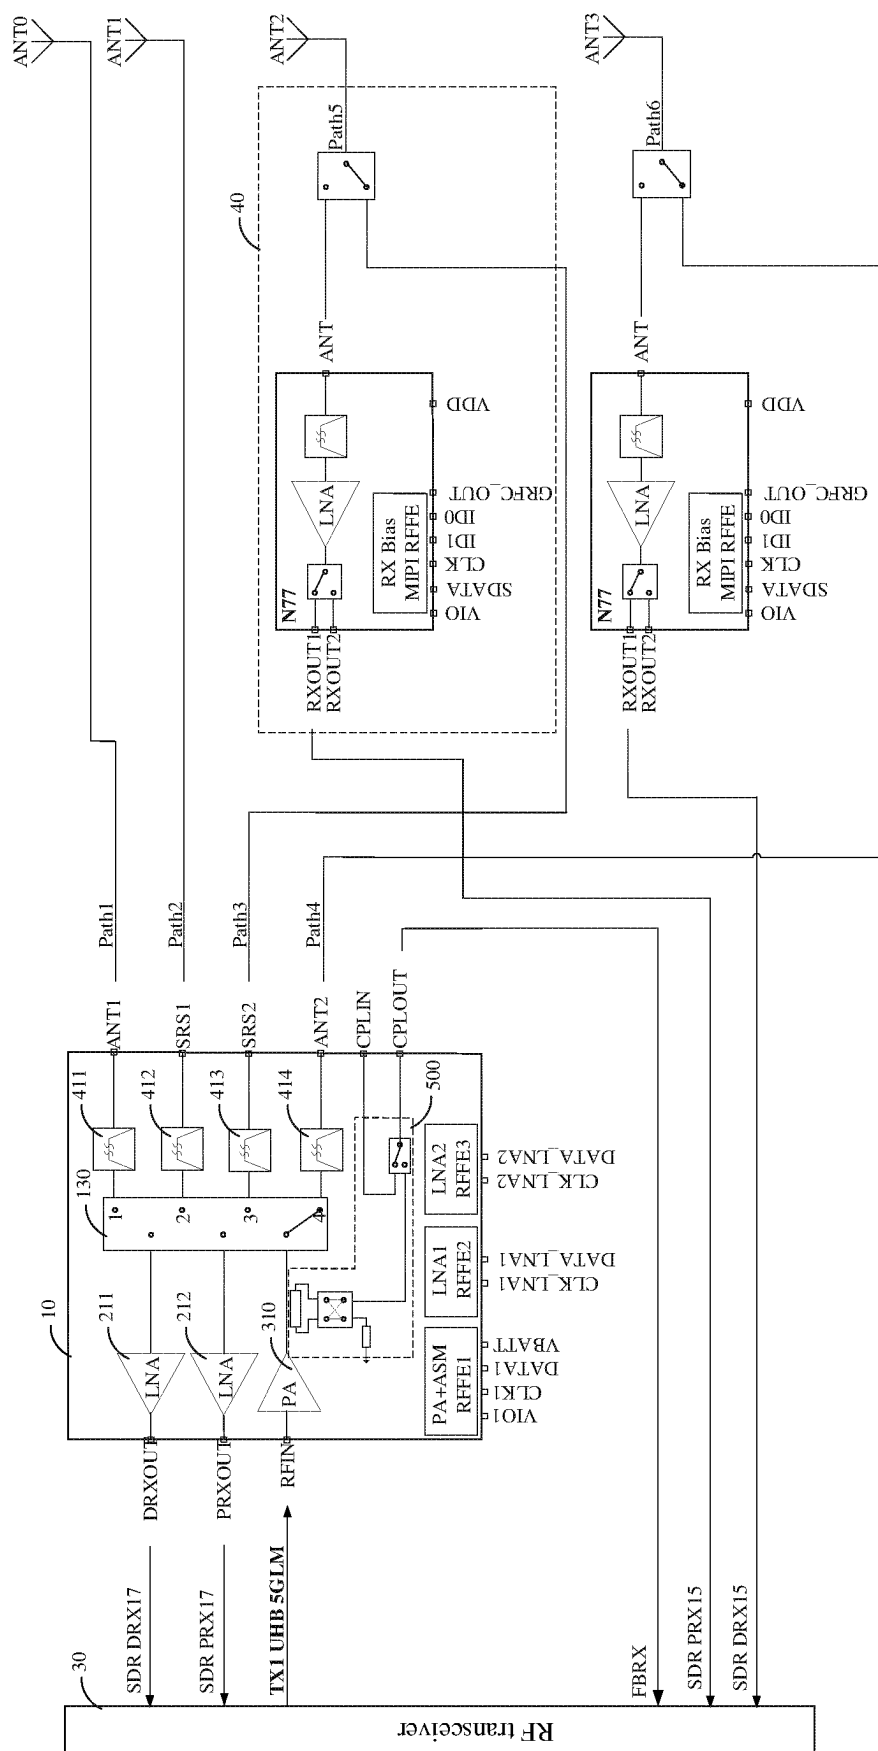 ANT0
ANT1
ANT2
ANT3
Path5
Path6
40
ANT
ANT
VDD
VDD
LNA
N77
RX Bias
MIPI RFFE
GRFC_OUT
ID0
ID1
CLK
SDATA
VIO
RXOUT1
RXOUT2
LNA
N77
RX Bias
MIPI RFFE
GRFC_OUT
ID0
ID1
CLK
SDATA
VIO
RXOUT1
RXOUT2
Path1
Path2
Path3
Path4
ANT1
SRS1
SRS2
ANT2
CPLIN
CPLOUT
411
412
413
414
500
130
1
2
3
4
10
211
212
310
LNA
LNA
PA
LNA2
RFFE3
DATA_LNA2
CLK_LNA2
LNA1
RFFE2
DATA_LNA1
CLK_LNA1
PA+ASM
RFFE1
VBATT
DATA1
CLK1
VIO1
DRXOUT
PRXOUT
RFIN
SDR DRX17
SDR PRX17
TX1 UHB 5GLM
FBRX
SDR PRX15
SDR DRX15
30
RF transceiver